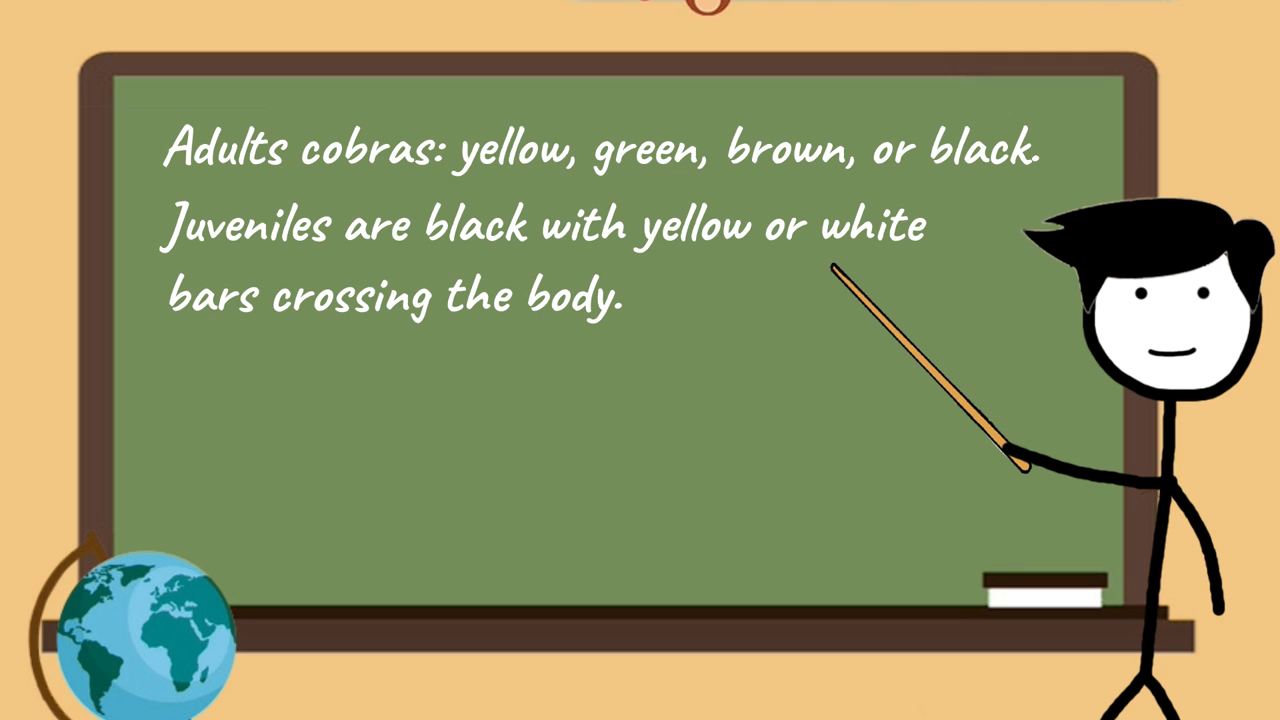 Adults cobras: yellow, green, brown, or black.
Juveniles are black with yellow or white
bars crossing the body.